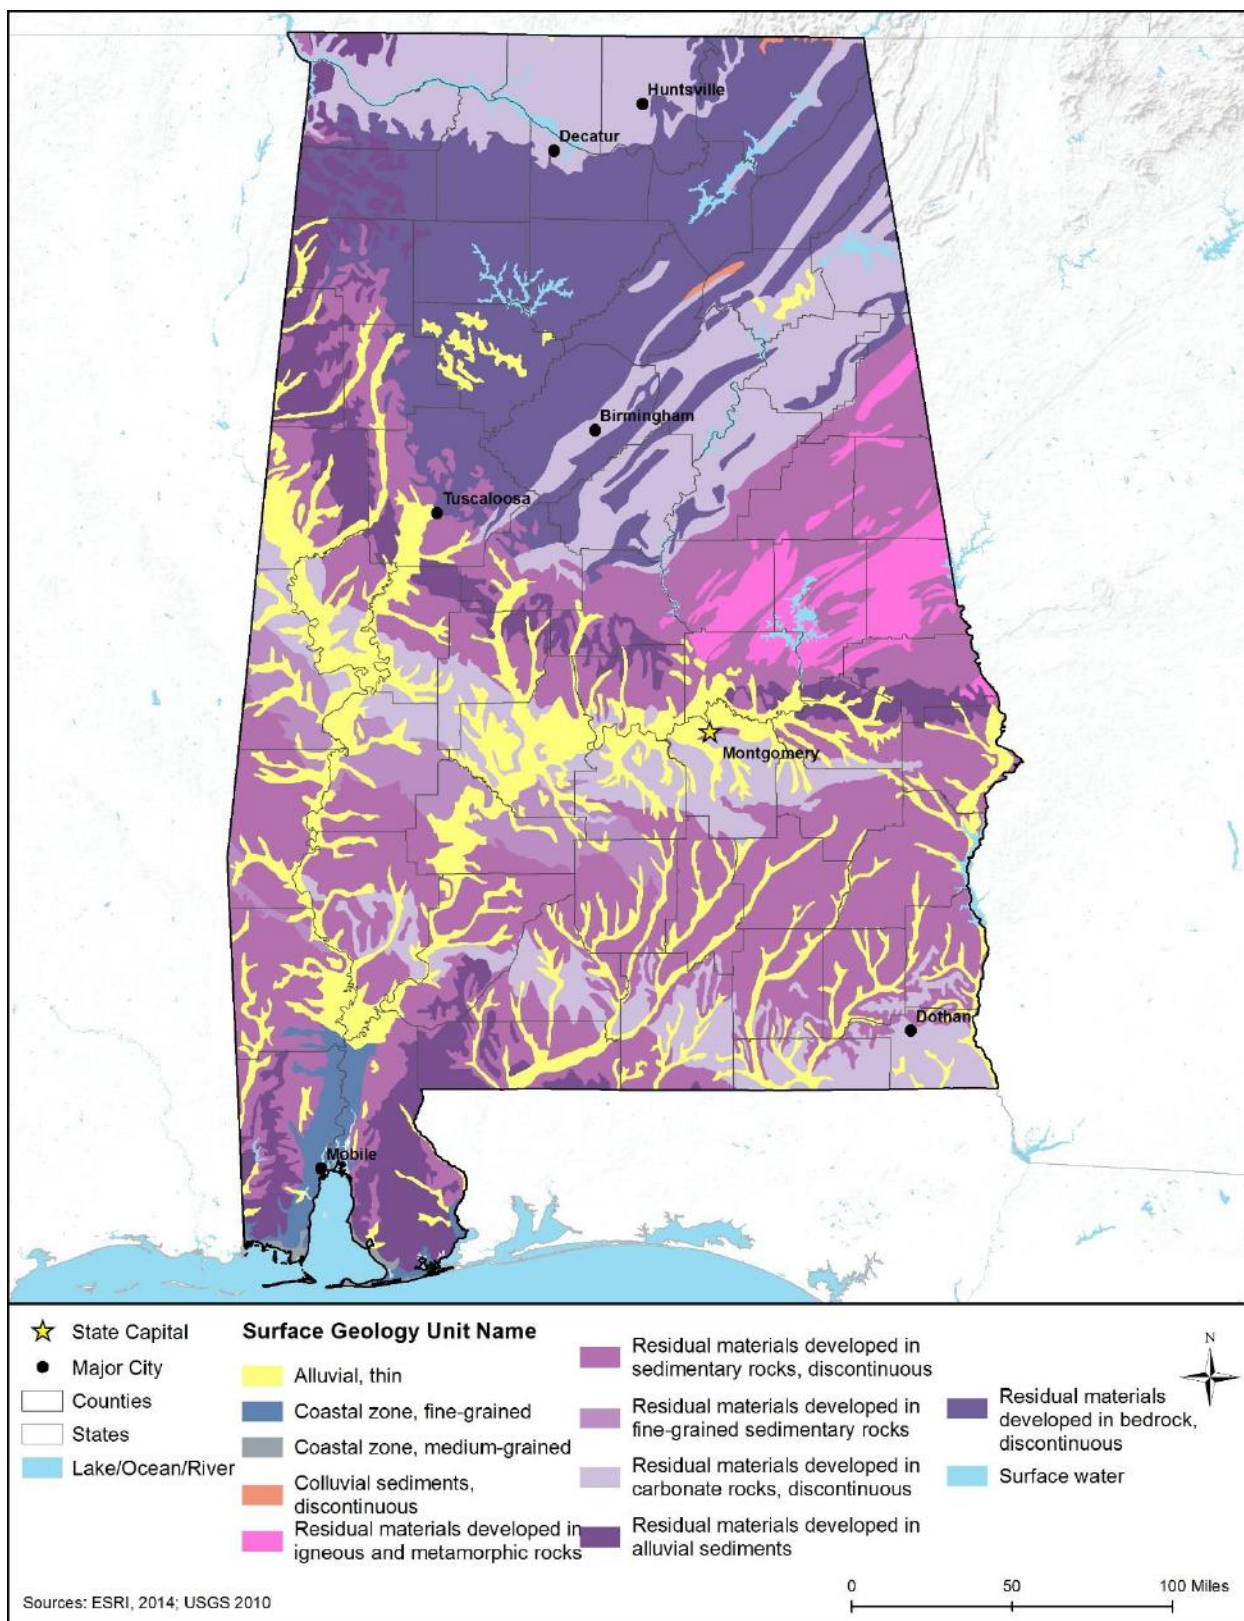 Huntsville
Decatur
Birmingham
Tuscaloosa
Montgomery
Dothan
Mobile
State Capital
Major City
Counties
States
Lake/Ocean/River
Surface Geology Unit Name
Alluvial, thin
Coastal zone, fine-grained
Coastal zone, medium-grained
Colluvial sediments,
discontinuous
Residual materials developed in
igneous and metamorphic rocks
Residual materials developed in
sedimentary rocks, discontinuous
Residual materials developed in
fine-grained sedimentary rocks
Residual materials developed in
carbonate rocks, discontinuous
Residual materials developed in
alluvial sediments
N
Residual materials
developed in bedrock,
discontinuous
Surface water
Sources: ESRI, 2014; USGS 2010
0 50 100 Miles